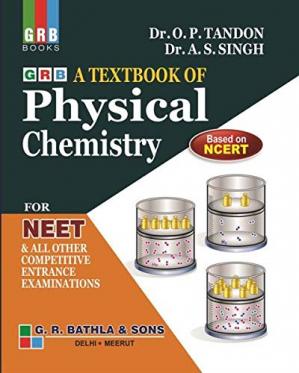 GRB
BOOKS
Dr. O. P. TANDON
Dr. A. S. SINGH
GRB A TEXTBOOK OF
Physical
Chemistry
Based on
NCERT
FOR
NEET
& ALL OTHER
COMPETITIVE
ENTRANCE
EXAMINATIONS
G. R. BATHLA & SONS
DELHI • MEERUT